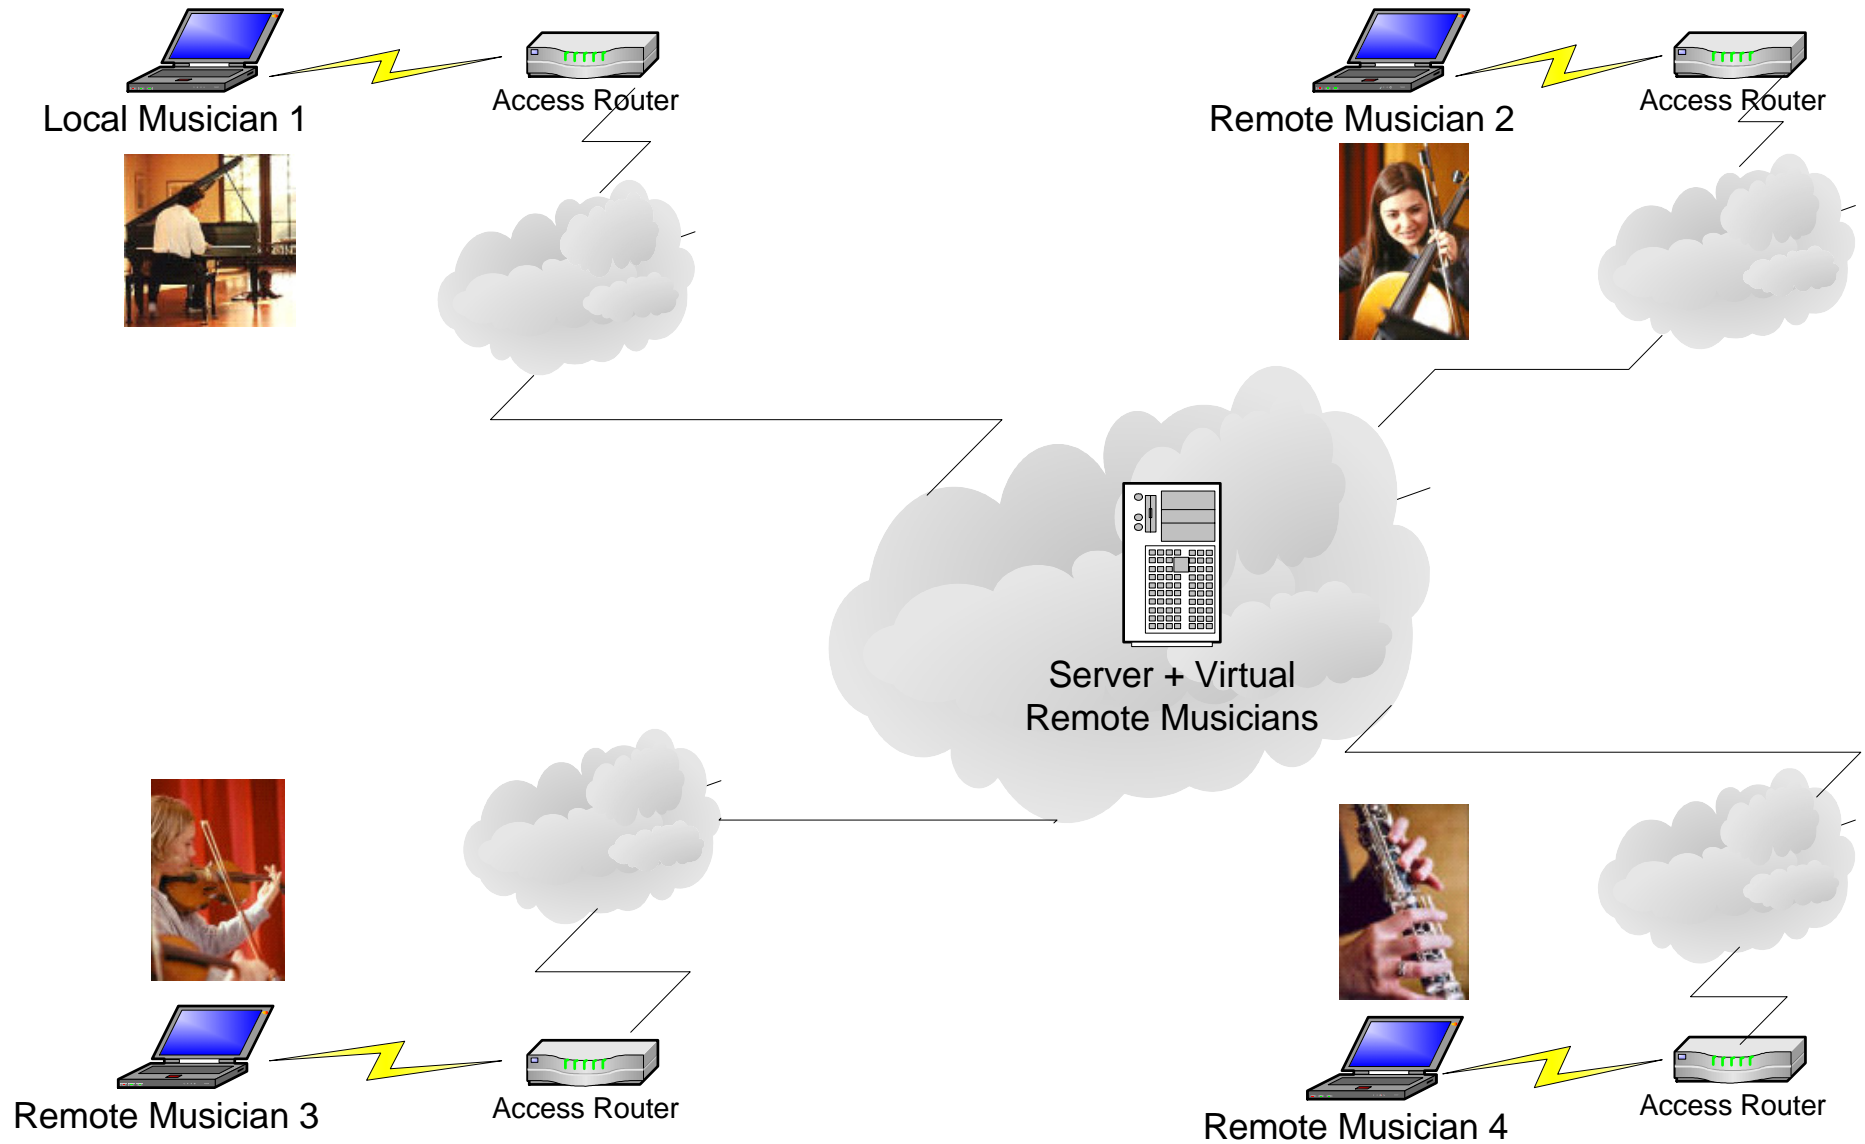 Access Router
Local Musician 1
Access Router
Remote Musician 2
Server + Virtual
Remote Musicians
Access Router
Remote Musician 3
Access Router
Remote Musician 4